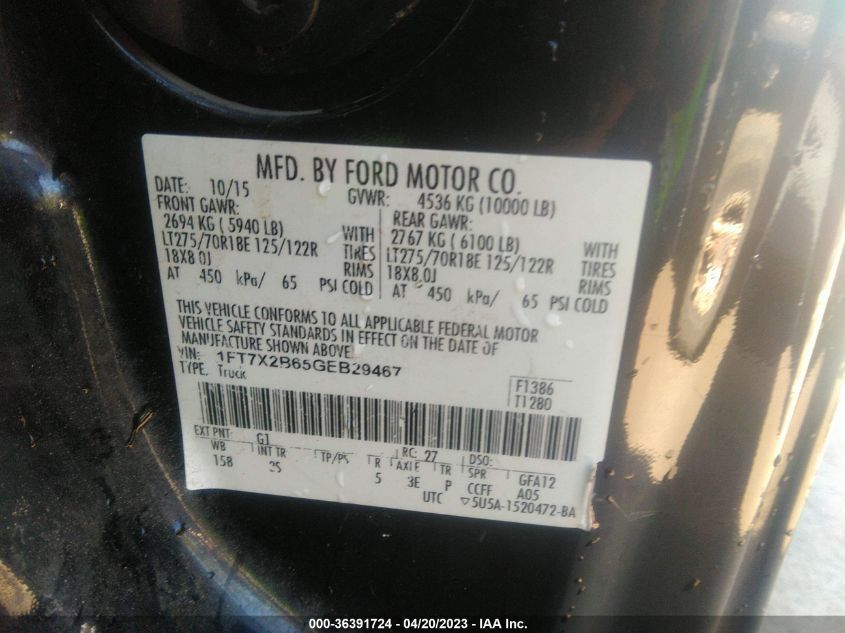 MFD. BY FORD MOTOR CO.
DATE: 10/15 GVWR: 4536 KG (10000 LB)
FRONT GAWR: REAR GAWR:
2694 KG ( 5940 LB) WITH 2767 KG ( 6100 LB) WITH
LT275/70R18E 125/122R TIRES LT275/70R18E 125/122R TIRES
18X8.0J RIMS 18X8.0J RIMS
AT 450 kPa/ 65 PSI COLD AT 450 kPa/ 65 PSI COLD
THIS VEHICLE CONFORMS TO ALL APPLICABLE FEDERAL MOTOR
VEHICLE SAFETY STANDARDS IN EFFECT ON THE DATE OF
MANUFACTURE SHOWN ABOVE.
VIN: 1FT7X2B65GEB29467
TYPE: Truck
F1386
T1280
EXT PNT: G1 RC: 27 DSO:
WB INT TR TP/PS R AXLE TR SPR GFA12
158 5 3E P CCFF A05
UTC ▽5U5A-1520472-BA
000-36391724 - 04/20/2023 - IAA Inc.